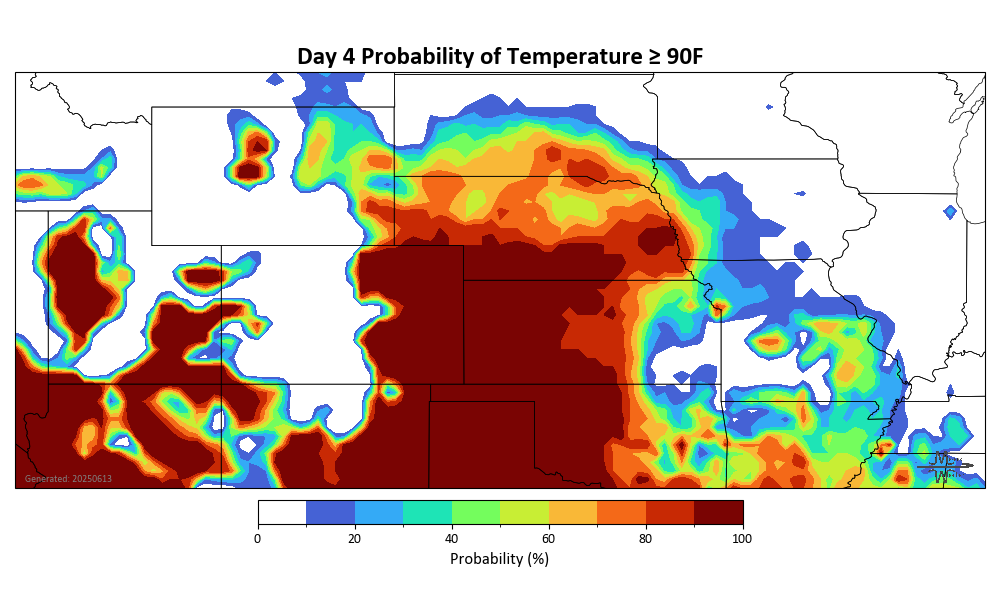 Day 4 Probability of Temperature ≥ 90F
Generated: 20250613
0 20 40 60 80 100
Probability (%)